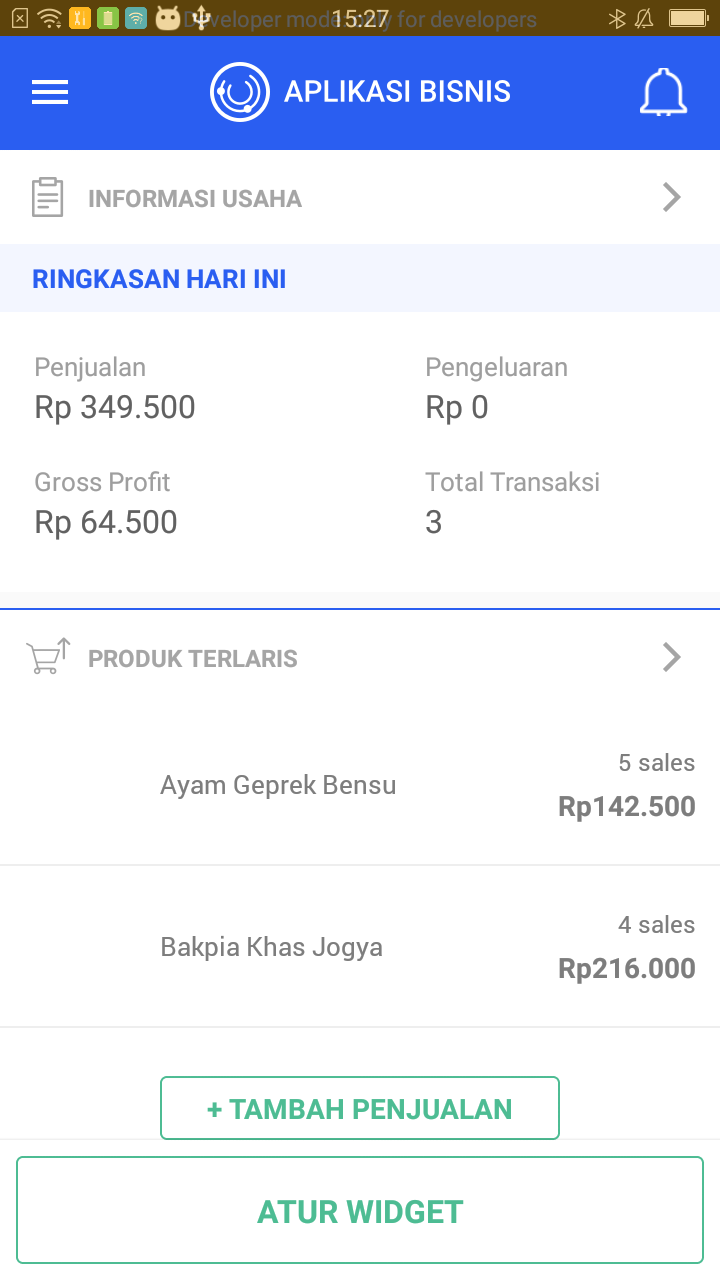 Developer mode-only for developers
15:27
APLIKASI BISNIS
INFORMASI USAHA
RINGKASAN HARI INI
Penjualan
Rp 349.500
Pengeluaran
Rp 0
Gross Profit
Rp 64.500
Total Transaksi
3
PRODUK TERLARIS
Ayam Geprek Bensu
5 sales
Rp142.500
Bakpia Khas Jogya
4 sales
Rp216.000
+ TAMBAH PENJUALAN
ATUR WIDGET